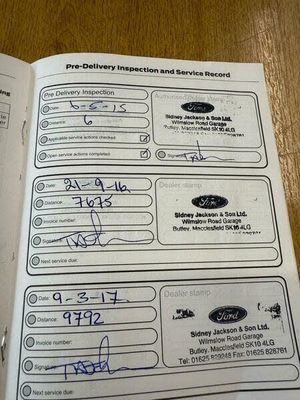 Pre-Delivery Inspection and Service Record
Pre Delivery Inspection
Date: 6-5-15
Distance: 6
Applicable service actions checked
Open service actions completed
Ford
Sidney Jackson & Son Ltd.
Wilmslow Road Garage
Butley, Macclesfield SK10 4LG
Date: 21-9-16
Distance: 7675
Invoice number:
Signature
Next service due:
Dealer stamp
Ford
Sidney Jackson & Son Ltd.
Wilmslow Road Garage
Butley, Macclesfield SK10 4LG
Date: 9-3-17
Distance: 9792
Invoice number:
Signature
Next service due:
Dealer stamp
Ford
Sidney Jackson & Son Ltd.
Wilmslow Road Garage
Butley, Macclesfield SK10 4LG
Tel: 01625 829248 Fax: 01625 828761